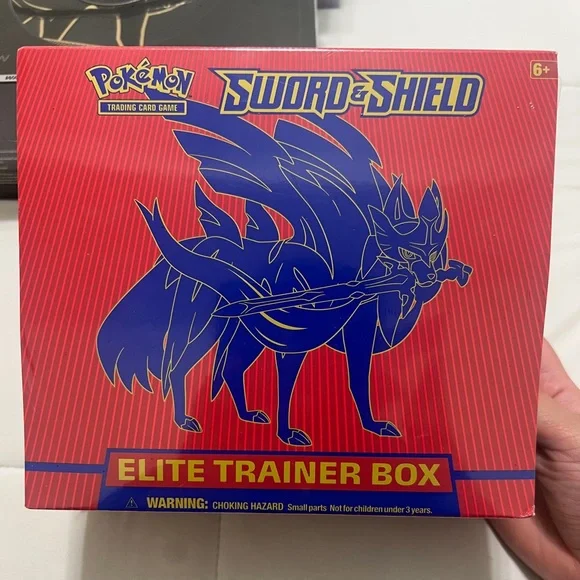 POKéMON
TRADING CARD GAME
SWORD & SHIELD
6+
ELITE TRAINER BOX
WARNING: CHOKING HAZARD Small parts Not for children under 3 years.